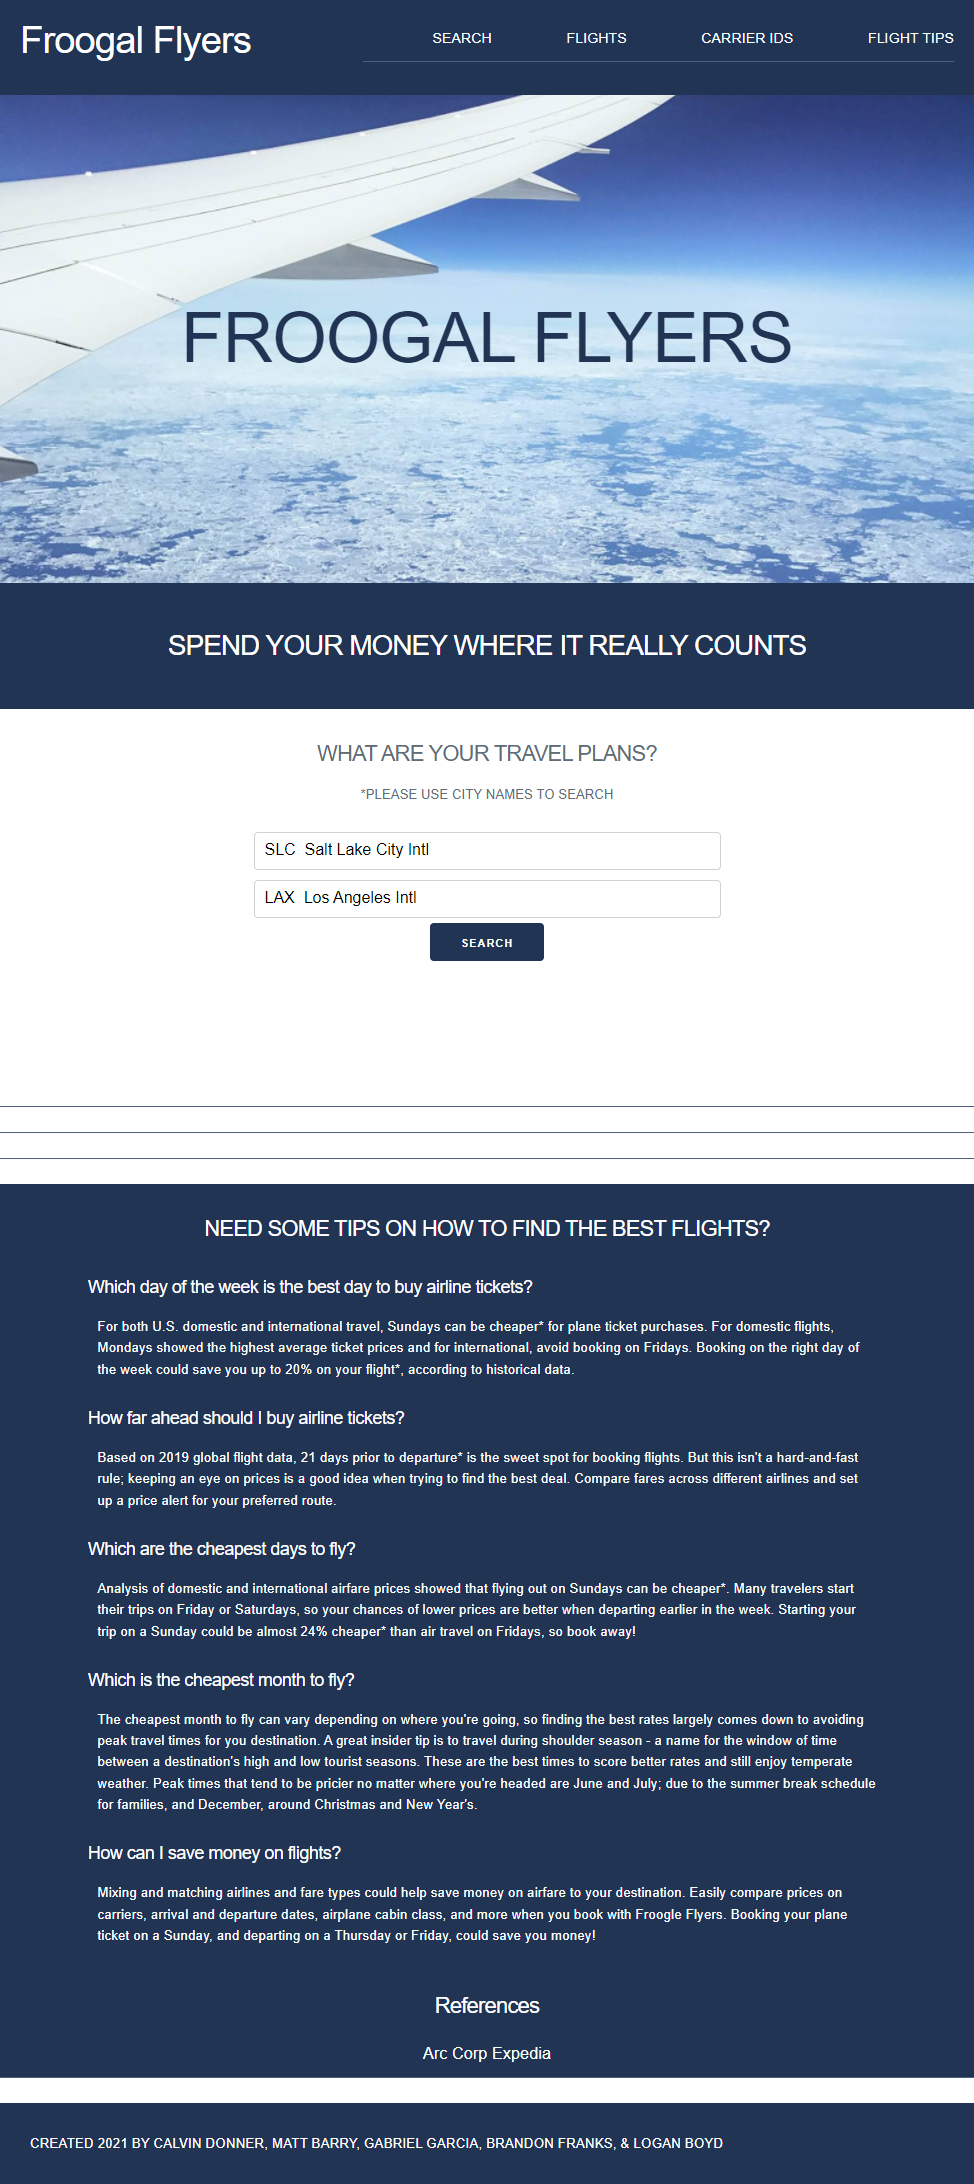 Froogal Flyers
SEARCH FLIGHTS CARRIER IDS FLIGHT TIPS
FROOGAL FLYERS
SPEND YOUR MONEY WHERE IT REALLY COUNTS
WHAT ARE YOUR TRAVEL PLANS?
*PLEASE USE CITY NAMES TO SEARCH
SLC Salt Lake City Intl
LAX Los Angeles Intl
SEARCH
NEED SOME TIPS ON HOW TO FIND THE BEST FLIGHTS?
Which day of the week is the best day to buy airline tickets?
For both U.S. domestic and international travel, Sundays can be cheaper* for plane ticket purchases. For domestic flights,
Mondays showed the highest average ticket prices and for international, avoid booking on Fridays. Booking on the right day of
the week could save you up to 20% on your flight*, according to historical data.
How far ahead should I buy airline tickets?
Based on 2019 global flight data, 21 days prior to departure* is the sweet spot for booking flights. But this isn't a hard-and-fast
rule; keeping an eye on prices is a good idea when trying to find the best deal. Compare fares across different airlines and set
up a price alert for your preferred route.
Which are the cheapest days to fly?
Analysis of domestic and international airfare prices showed that flying out on Sundays can be cheaper*. Many travelers start
their trips on Friday or Saturdays, so your chances of lower prices are better when departing earlier in the week. Starting your
trip on a Sunday could be almost 24% cheaper* than air travel on Fridays, so book away!
Which is the cheapest month to fly?
The cheapest month to fly can vary depending on where you're going, so finding the best rates largely comes down to avoiding
peak travel times for you destination. A great insider tip is to travel during shoulder season - a name for the window of time
between a destination's high and low tourist seasons. These are the best times to score better rates and still enjoy temperate
weather. Peak times that tend to be pricier no matter where you're headed are June and July; due to the summer break schedule
for families, and December, around Christmas and New Year's.
How can I save money on flights?
Mixing and matching airlines and fare types could help save money on airfare to your destination. Easily compare prices on
carriers, arrival and departure dates, airplane cabin class, and more when you book with Froogle Flyers. Booking your plane
ticket on a Sunday, and departing on a Thursday or Friday, could save you money!
References
Arc Corp Expedia
CREATED 2021 BY CALVIN DONNER, MATT BARRY, GABRIEL GARCIA, BRANDON FRANKS, & LOGAN BOYD